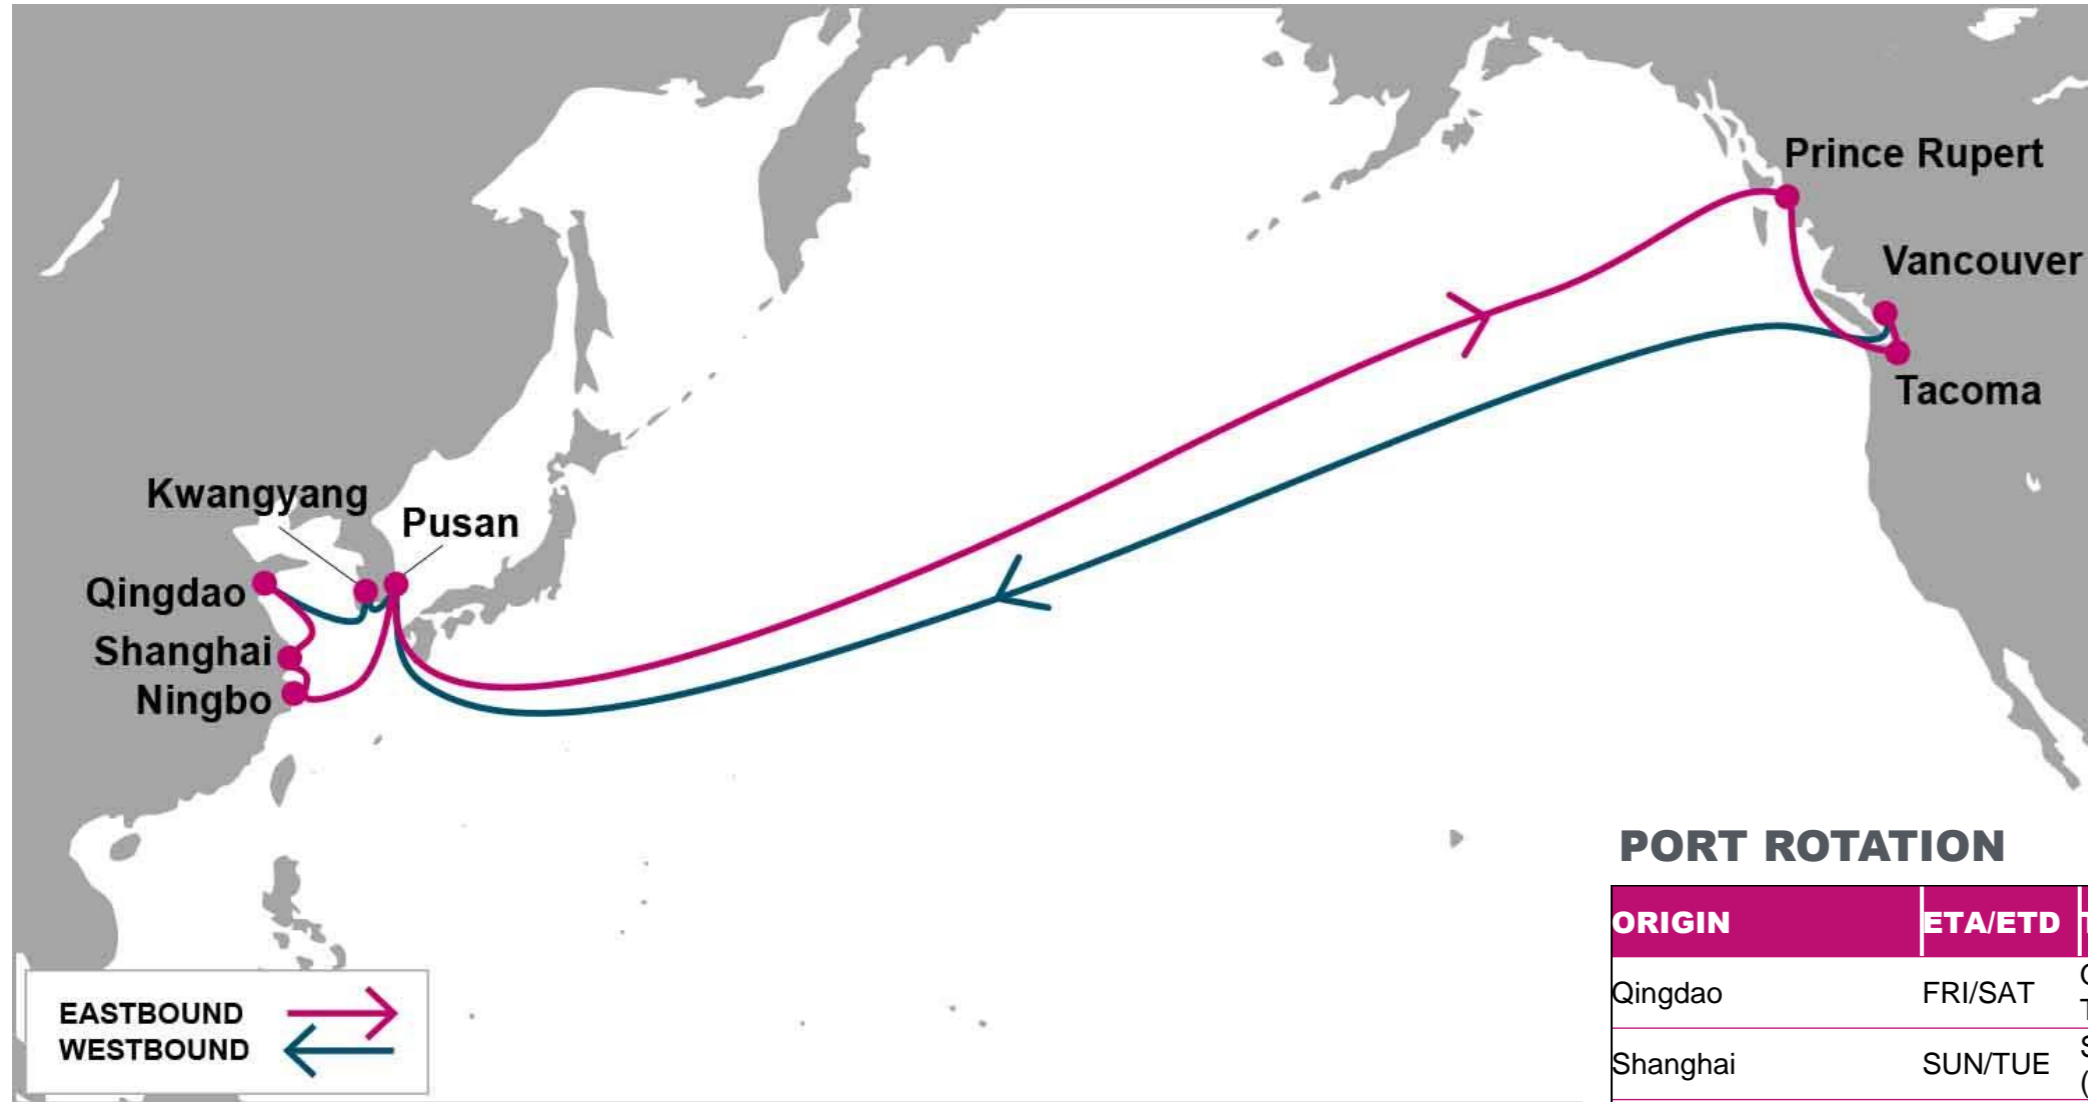 Prince Rupert
Vancouver
Tacoma
Kwangyang
Pusan
Qingdao
Shanghai
Ningbo
EASTBOUND
WESTBOUND
PORT ROTATION
ORIGIN ETA/ETD
Qingdao FRI/SAT
Shanghai SUN/TUE